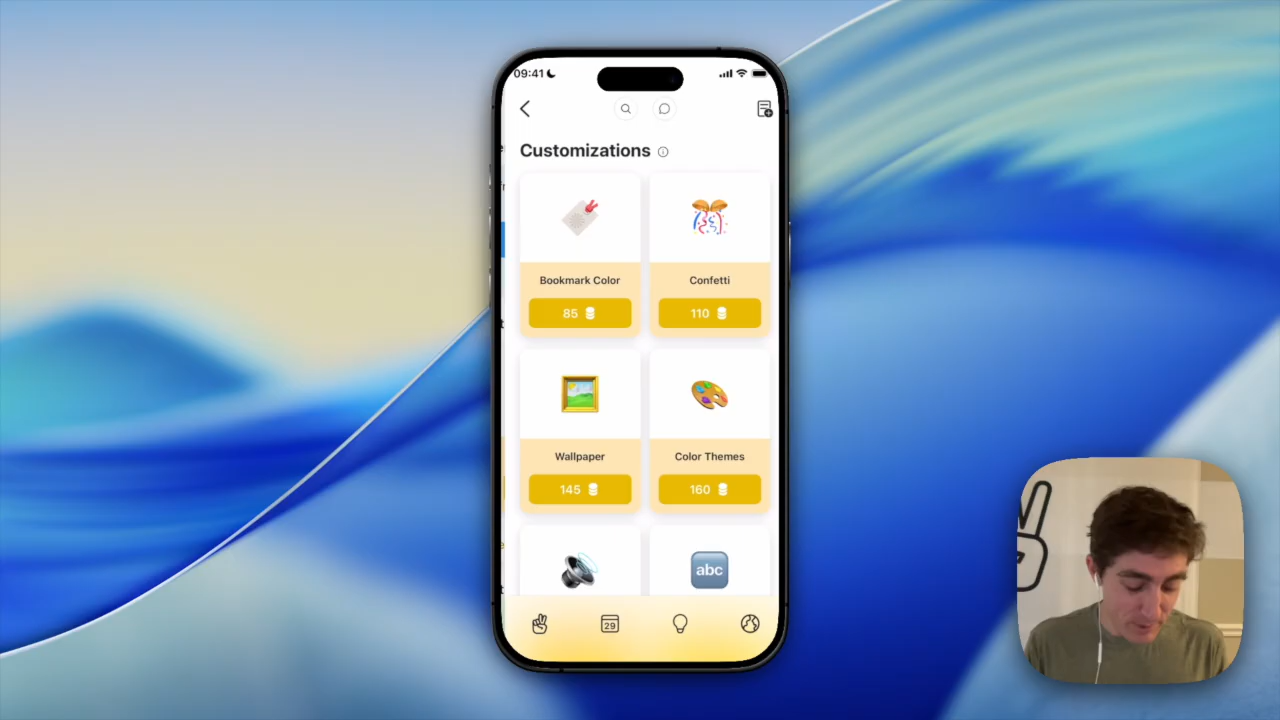 09:41
Customizations
Bookmark Color
Confetti
85
110
Wallpaper
Color Themes
145
160
abc
29